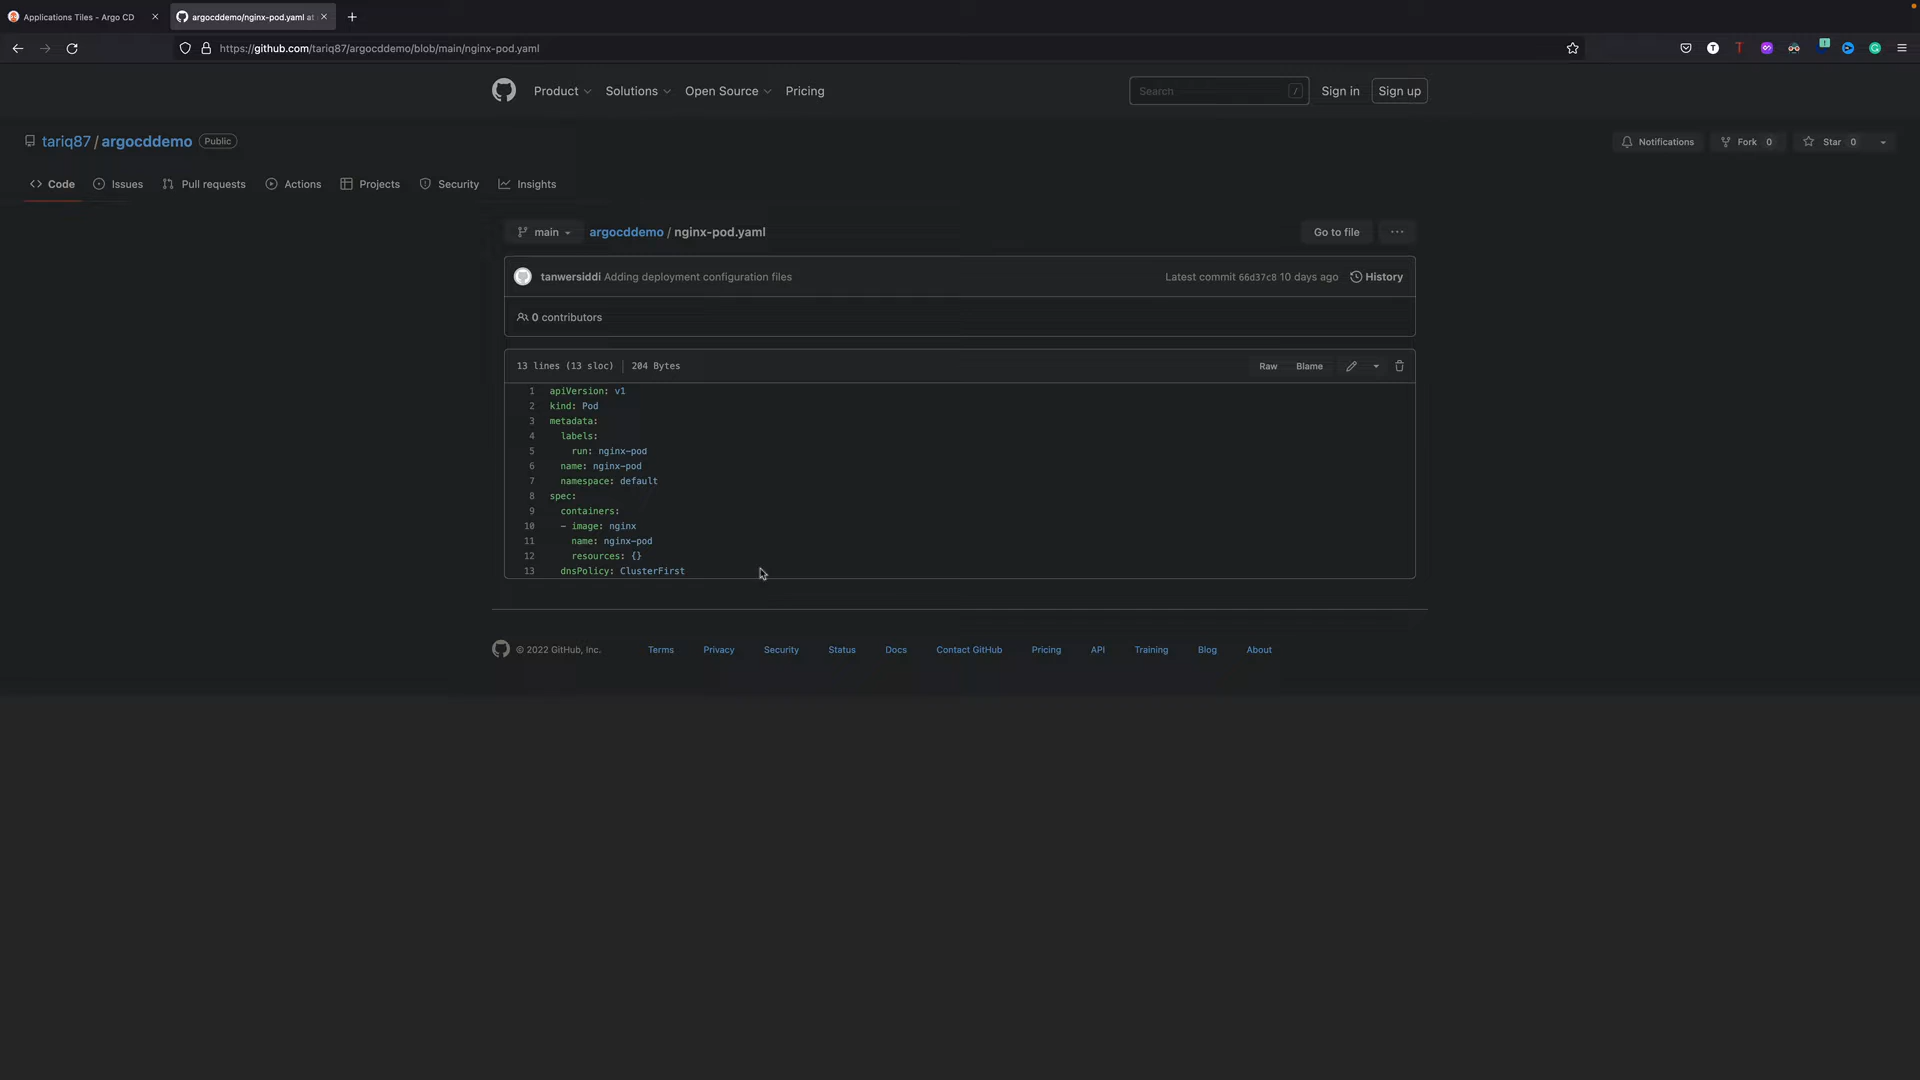 Applications Tiles - Argo CD
argocddemo/nginx-pod.yaml at
https://github.com/tariq87/argocddemo/blob/main/nginx-pod.yaml
Product Solutions Open Source Pricing
Search /
Sign in
Sign up
tariq87 / argocddemo Public
Notifications
Fork 0
Star 0
Code Issues Pull requests Actions Projects Security Insights
main
argocddemo / nginx-pod.yaml
Go to file
...
tanwersiddi Adding deployment configuration files
Latest commit 66d37c8 10 days ago
History
0 contributors
13 lines (13 sloc) 204 Bytes
Raw Blame
1 apiVersion: v1
2 kind: Pod
3 metadata:
4 labels:
5 run: nginx-pod
6 name: nginx-pod
7 namespace: default
8 spec:
9 containers:
10 - image: nginx
11 name: nginx-pod
12 resources: {}
13 dnsPolicy: ClusterFirst
© 2022 GitHub, Inc. Terms Privacy Security Status Docs Contact GitHub Pricing API Training Blog About